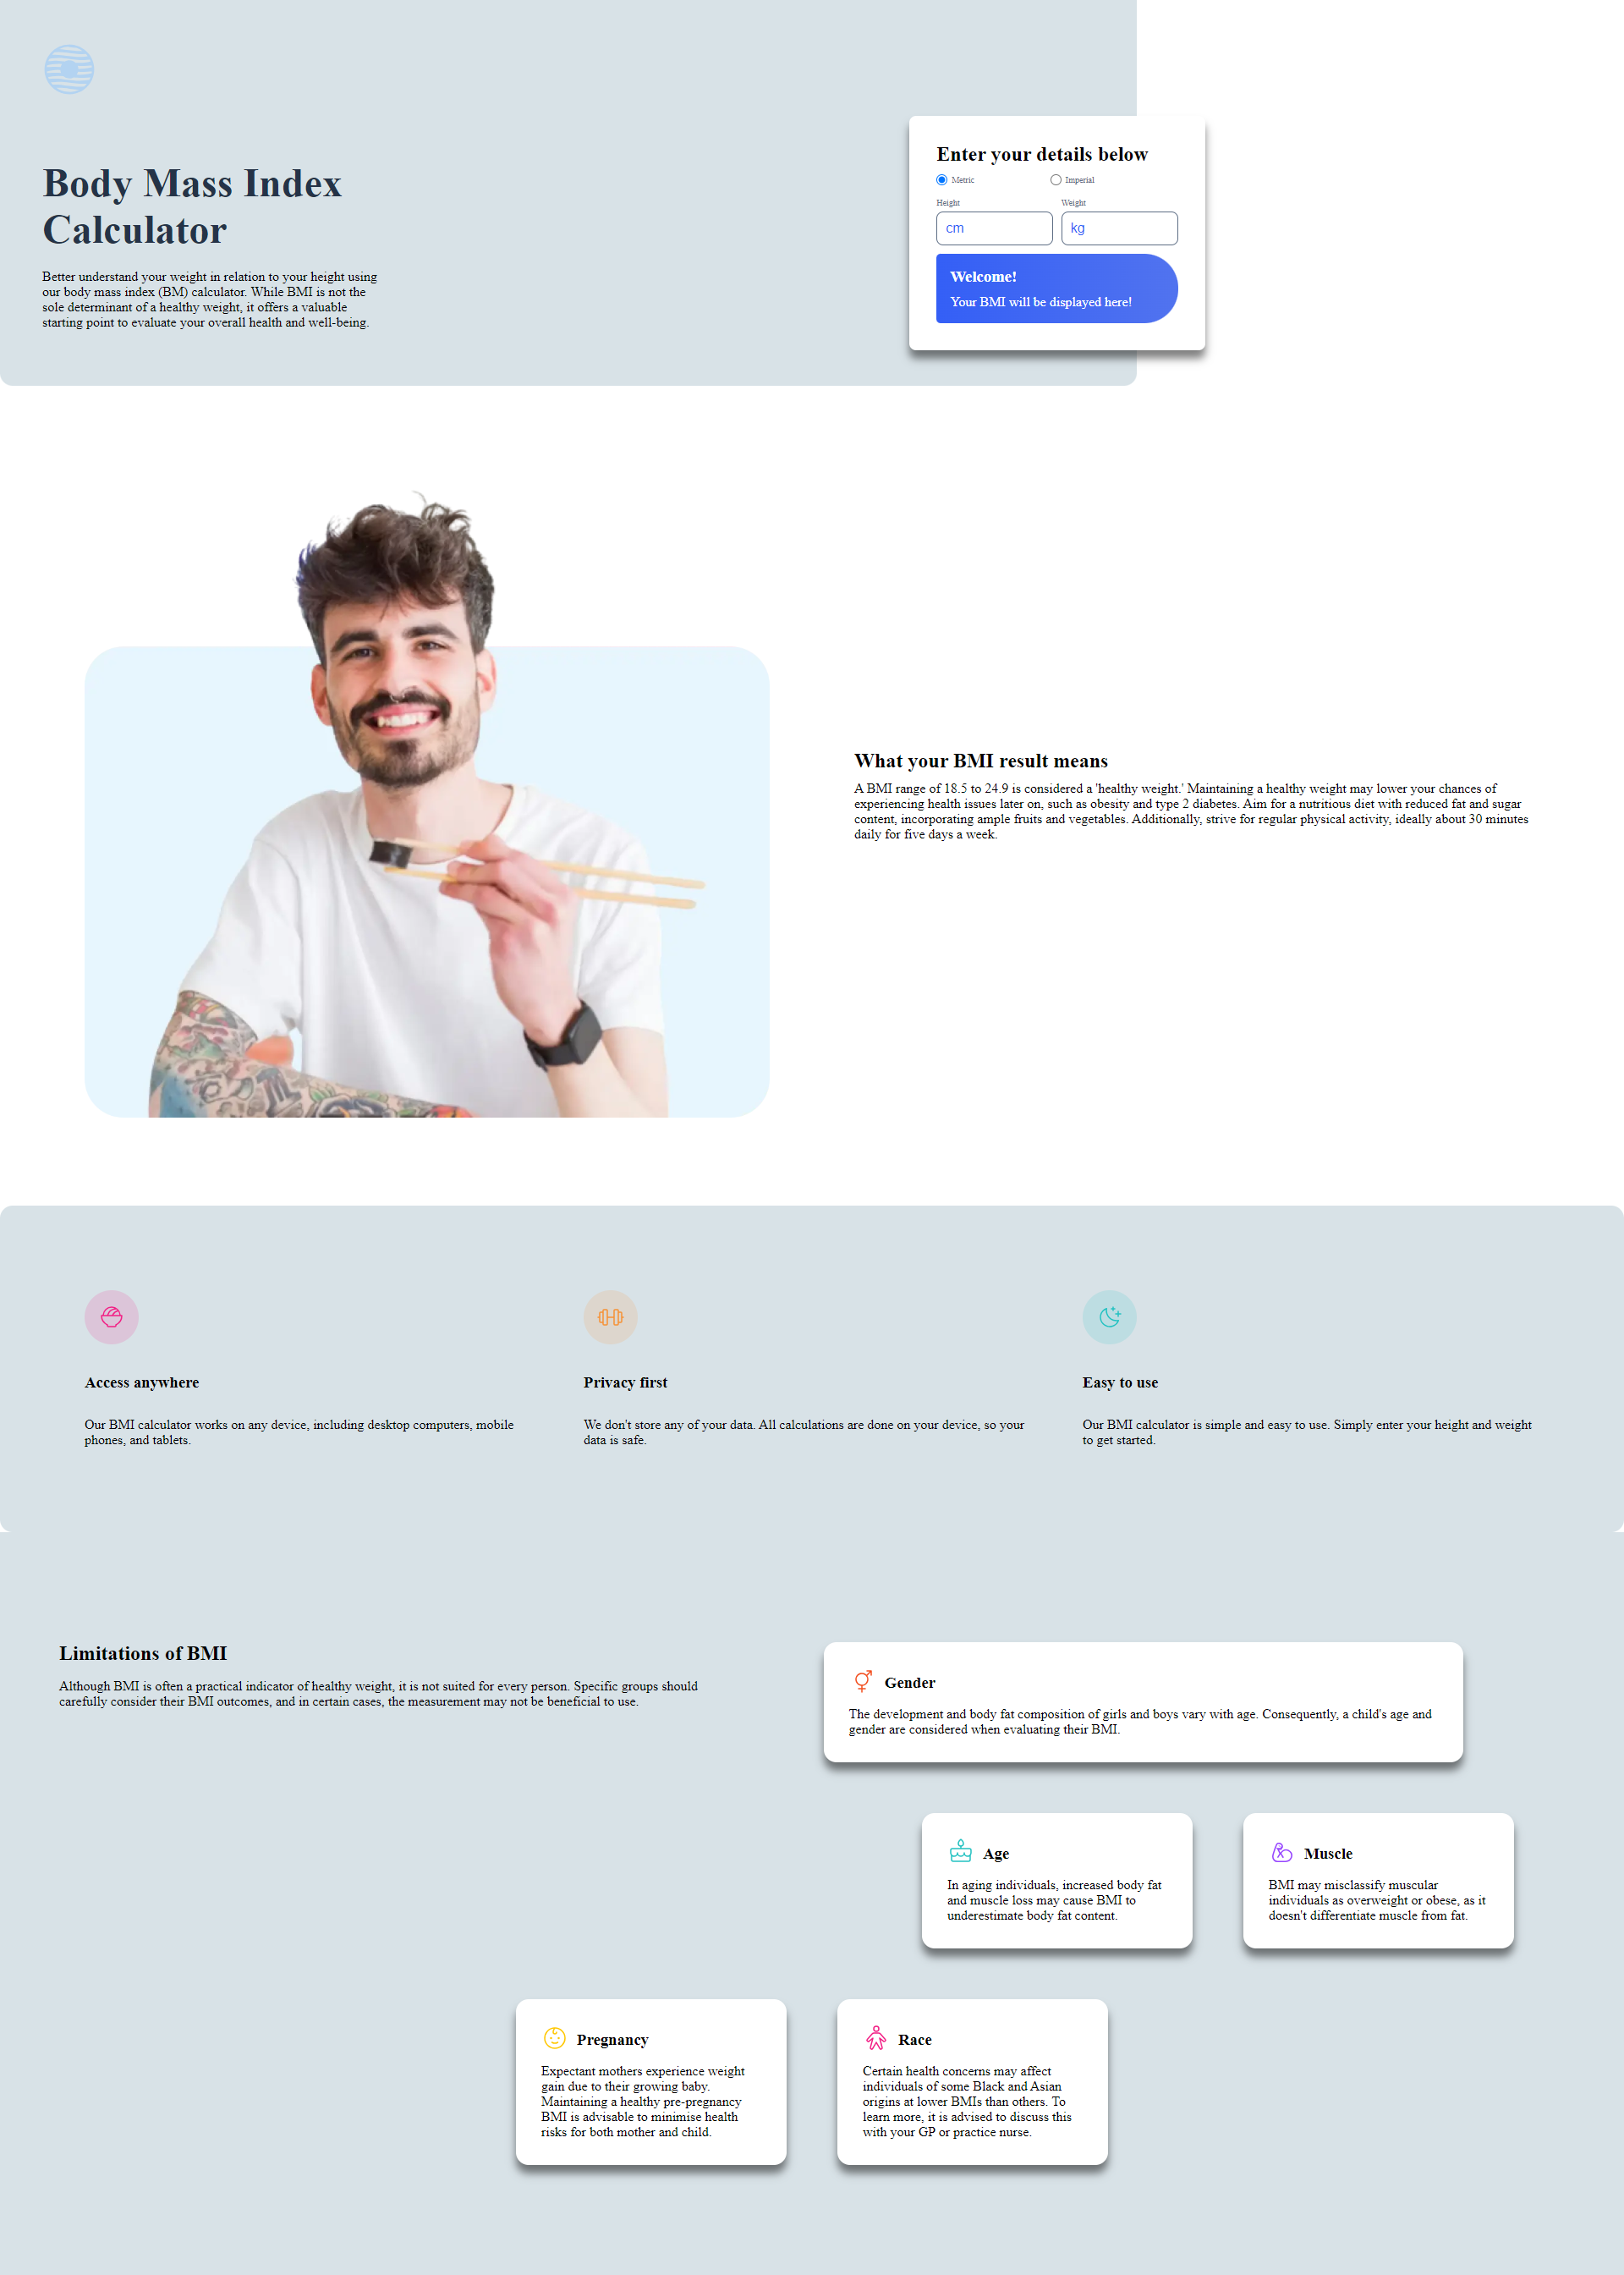 Body Mass Index
Calculator
Better understand your weight in relation to your height using
our body mass index (BM) calculator. While BMI is not the
sole determinant of a healthy weight, it offers a valuable
starting point to evaluate your overall health and well-being.
Enter your details below
Metric
Imperial
Height
Weight
cm
kg
Welcome!
Your BMI will be displayed here!
What your BMI result means
A BMI range of 18.5 to 24.9 is considered a 'healthy weight.' Maintaining a healthy weight may lower your chances of
experiencing health issues later on, such as obesity and type 2 diabetes. Aim for a nutritious diet with reduced fat and sugar
content, incorporating ample fruits and vegetables. Additionally, strive for regular physical activity, ideally about 30 minutes
daily for five days a week.
Access anywhere
Our BMI calculator works on any device, including desktop computers, mobile
phones, and tablets.
Privacy first
We don't store any of your data. All calculations are done on your device, so your
data is safe.
Easy to use
Our BMI calculator is simple and easy to use. Simply enter your height and weight
to get started.
Limitations of BMI
Although BMI is often a practical indicator of healthy weight, it is not suited for every person. Specific groups should
carefully consider their BMI outcomes, and in certain cases, the measurement may not be beneficial to use.
Gender
The development and body fat composition of girls and boys vary with age. Consequently, a child's age and
gender are considered when evaluating their BMI.
Age
In aging individuals, increased body fat
and muscle loss may cause BMI to
underestimate body fat content.
Muscle
BMI may misclassify muscular
individuals as overweight or obese, as it
doesn't differentiate muscle from fat.
Pregnancy
Expectant mothers experience weight
gain due to their growing baby.
Maintaining a healthy pre-pregnancy
BMI is advisable to minimise health
risks for both mother and child.
Race
Certain health concerns may affect
individuals of some Black and Asian
origins at lower BMIs than others. To
learn more, it is advised to discuss this
with your GP or practice nurse.